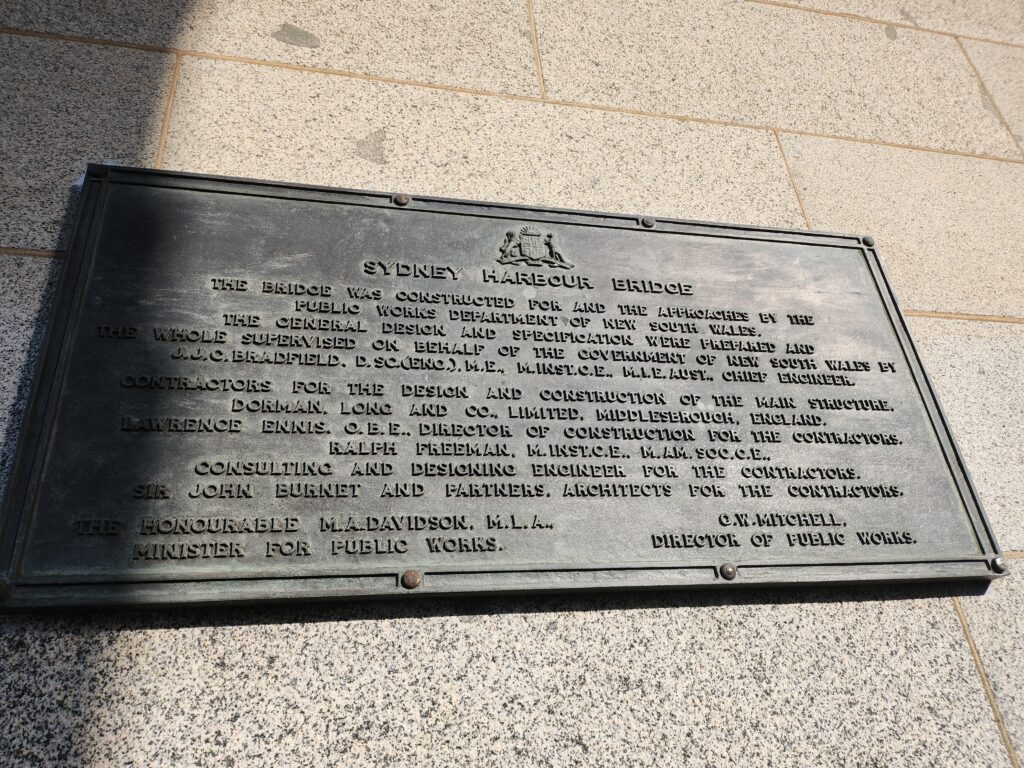 SYDNEY HARBOUR BRIDGE
THE BRIDGE WAS CONSTRUCTED FOR AND THE APPROACHES BY THE
PUBLIC WORKS DEPARTMENT OF NEW SOUTH WALES.
THE GENERAL DESIGN AND SPECIFICATION WERE PREPARED AND
THE WHOLE SUPERVISED ON BEHALF OF THE GOVERNMENT OF NEW SOUTH WALES BY
J.J.C. BRADFIELD, D.SC.(ENG.), M.E., M.INST.C.E., M.I.E.AUST., CHIEF ENGINEER.
CONTRACTORS FOR THE DESIGN AND CONSTRUCTION OF THE MAIN STRUCTURE,
DORMAN, LONG AND CO., LIMITED, MIDDLESBROUGH, ENGLAND.
LAWRENCE ENNIS, O.B.E., DIRECTOR OF CONSTRUCTION FOR THE CONTRACTORS.
RALPH FREEMAN, M.INST.C.E., M.AM.SOC.C.E.,
CONSULTING AND DESIGNING ENGINEER FOR THE CONTRACTORS.
SIR JOHN BURNET AND PARTNERS, ARCHITECTS FOR THE CONTRACTORS.
THE HONOURABLE M.A.DAVIDSON, M.L.A.,
MINISTER FOR PUBLIC WORKS.
G.W.MITCHELL,
DIRECTOR OF PUBLIC WORKS.